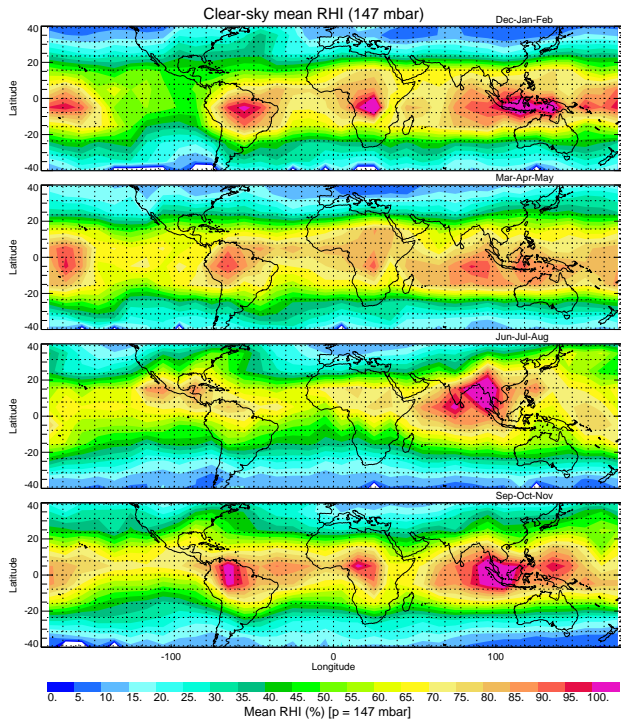 Clear-sky mean RHI (147 mbar)
Dec-Jan-Feb
40
20
0
-20
-40
Latitude
Mar-Apr-May
40
20
0
-20
-40
Latitude
Jun-Jul-Aug
40
20
0
-20
-40
Latitude
Sep-Oct-Nov
40
20
0
-20
-40
Latitude
-100 0 100
Longitude
0. 5. 10. 15. 20. 25. 30. 35. 40. 45. 50. 55. 60. 65. 70. 75. 80. 85. 90. 95. 100.
Mean RHI (%) [p = 147 mbar]